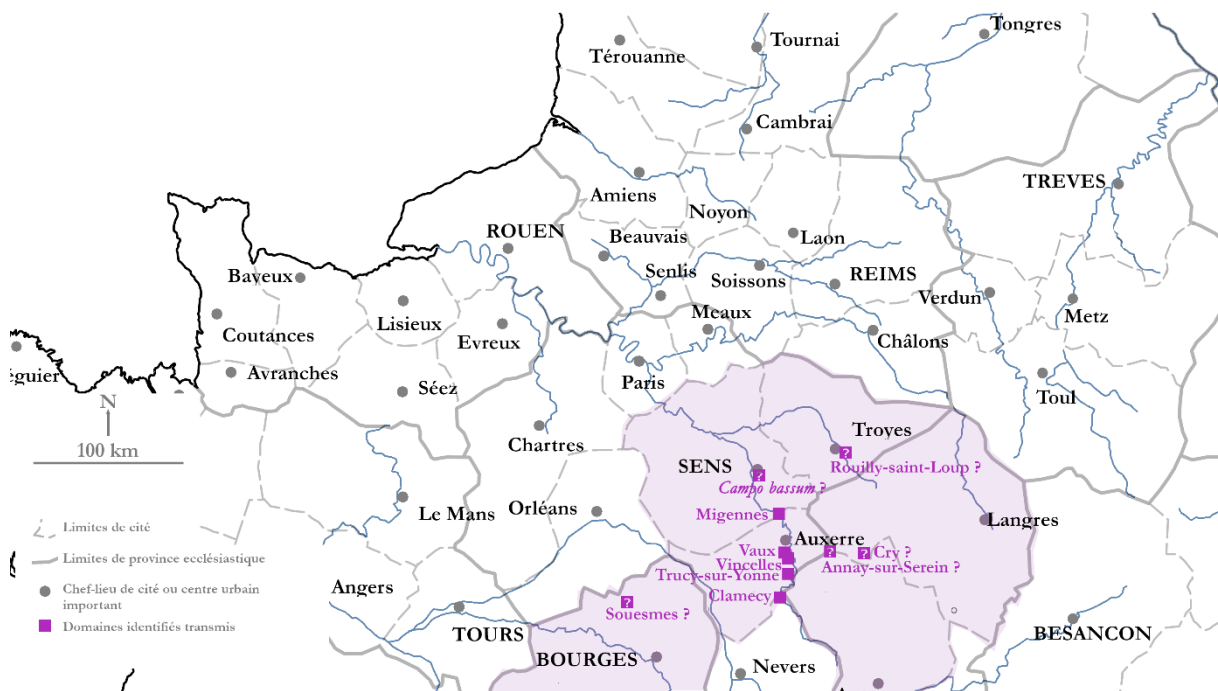 Tongres
Tournai
Térouanne
Cambrai
TREVES
Amiens
Noyon
ROUEN
Beauvais
Laon
Senlis
Soissons
REIMS
Bayeux
Verdun
Lisieux
Meaux
Metz
Coutances
Evreux
Châlons
éguier
Avranches
Paris
Séez
Toul
N
100 km
Chartres
Troyes
SENS
? Rouilly-saint-Loup ?
? Campo bassum ?
Le Mans
Orléans
Migennes
Langres
Limites de cité
Auxerre
Vaux
? ? Cry ?
Limites de province ecclésiastique
Vincelles
Annay-sur-Serein ?
Trucy-sur-Yonne
Angers
Chef-lieu de cité ou centre urbain
important
Clamecy
? Souesmes ?
Domaines identifiés transmis
TOURS
BESANCON
BOURGES
Nevers